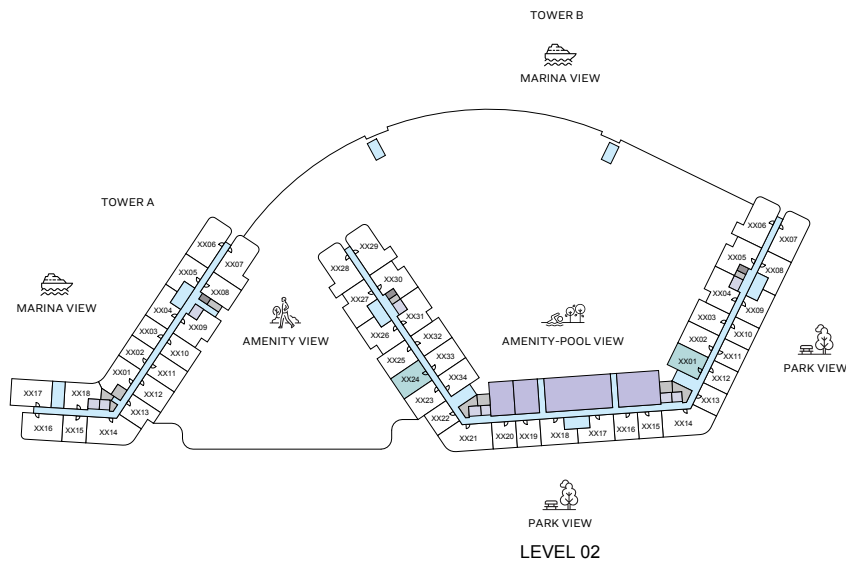 TOWER B
MARINA VIEW
TOWER A
MARINA VIEW
AMENITY VIEW
AMENITY-POOL VIEW
PARK VIEW
PARK VIEW
LEVEL 02
XX06
XX07
XX05
XX08
XX04
XX09
XX03
XX10
XX02
XX11
XX01
XX12
XX13
XX17
XX18
XX16
XX15
XX14
XX29
XX28
XX30
XX27
XX31
XX26
XX32
XX25
XX33
XX24
XX34
XX23
XX22
XX21
XX20
XX19
XX18
XX17
XX16
XX15
XX14
XX06
XX07
XX05
XX08
XX04
XX09
XX03
XX10
XX02
XX11
XX01
XX12
XX13